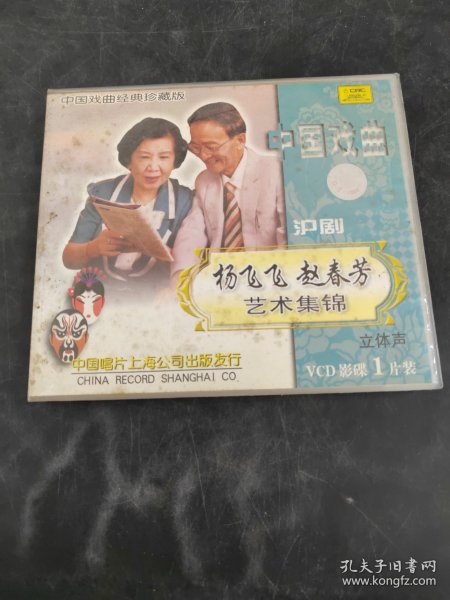 中国戏曲经典珍藏版
CRC
中国戏曲
沪剧
杨飞飞 赵春芳
艺术集锦
立体声
中国唱片上海公司出版发行
CHINA RECORD SHANGHAI CO
VCD 影碟 1 片装
孔夫子旧书网
www.kongfz.com